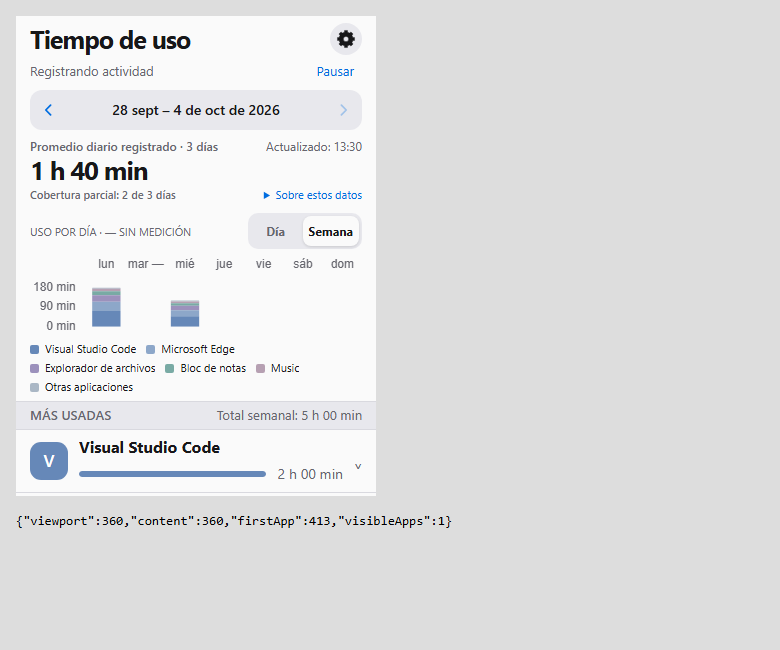 Tiempo de uso
Registrando actividad Pausar
28 sept – 4 de oct de 2026
Promedio diario registrado · 3 días Actualizado: 13:30
1 h 40 min
Cobertura parcial: 2 de 3 días ▶ Sobre estos datos
USO POR DÍA · — SIN MEDICIÓN Día Semana
lun mar — mié jue vie sáb dom
180 min
90 min
0 min
Visual Studio Code Microsoft Edge
Explorador de archivos Bloc de notas Music
Otras aplicaciones
MÁS USADAS Total semanal: 5 h 00 min
V Visual Studio Code
2 h 00 min
{"viewport":360,"content":360,"firstApp":413,"visibleApps":1}